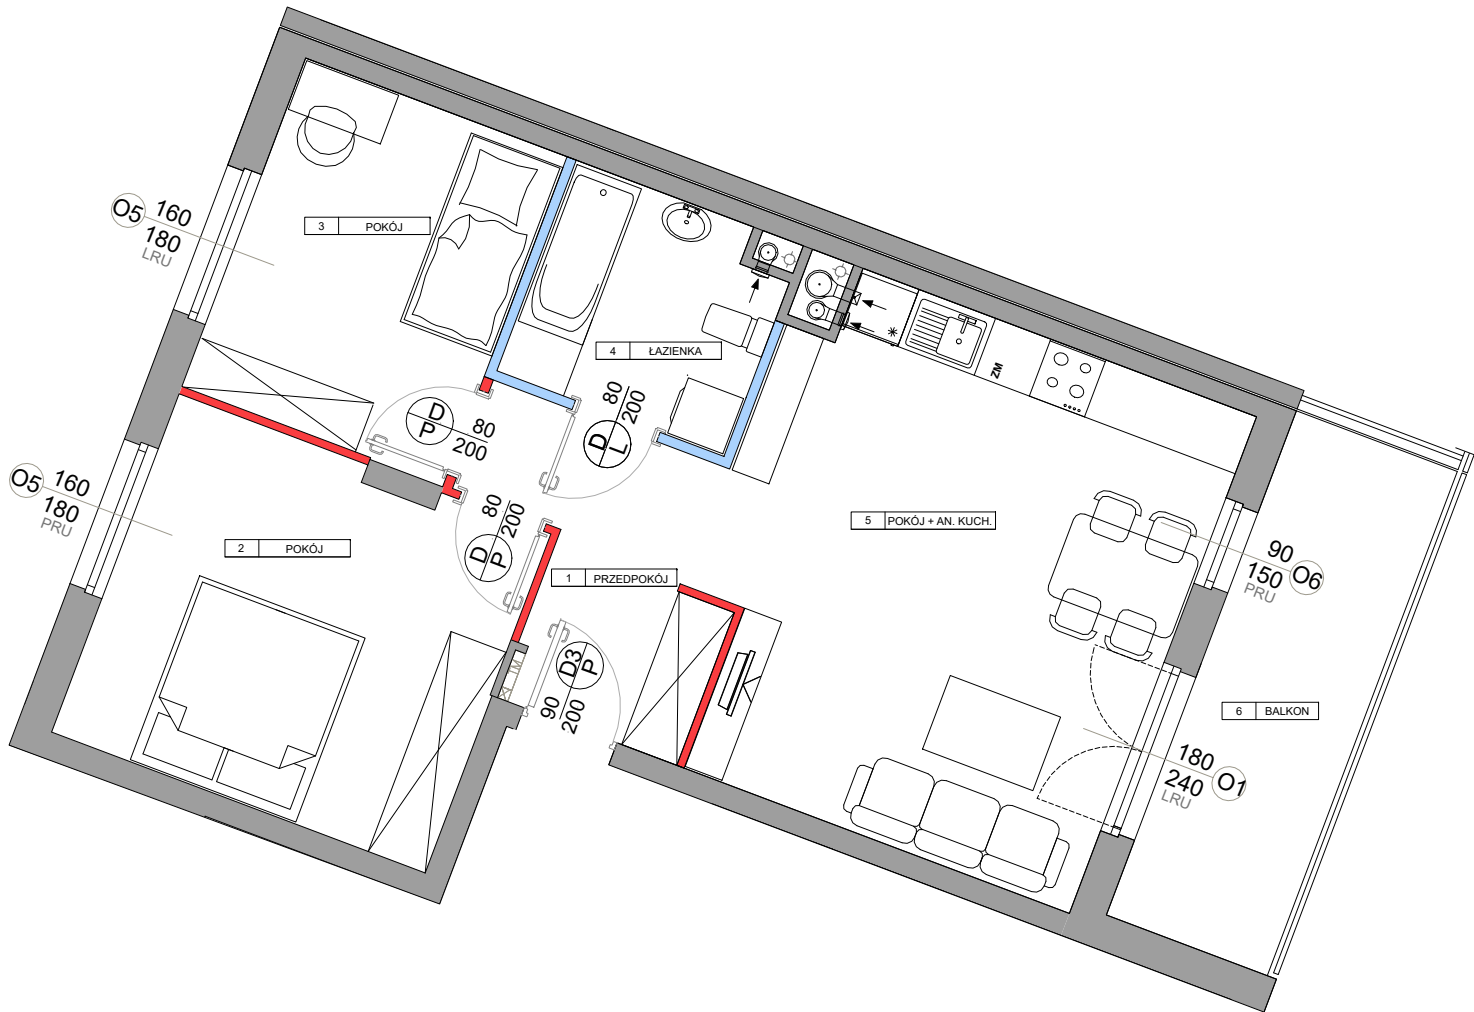 O5
160
180
LRU
3 POKÓJ
4 ŁAZIENKA
ZM
D
P
80
200
D
L
80
200
O5
160
180
PRU
2 POKÓJ
D
P
80
200
1 PRZEDPOKÓJ
5 POKÓJ + AN. KUCH.
90
150
PRU
O6
TM
D3
P
90
200
6 BALKON
180
240
LRU
O1